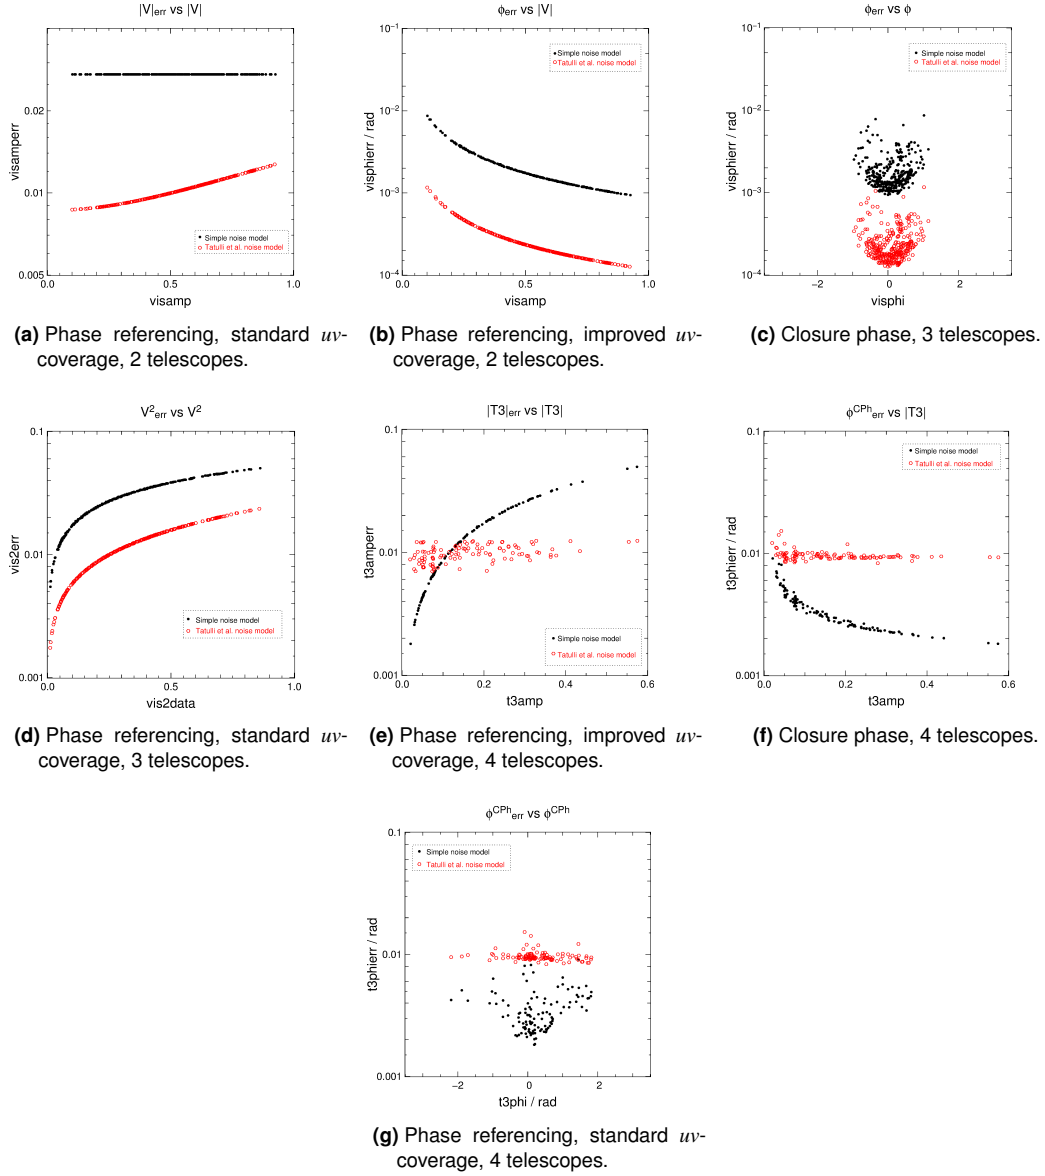 |V|err vs |V|
visamperr
0.02
0.01
0.005
Simple noise model
Tatulli et al. noise model
0.0 0.5 1.0
visamp
(a) Phase referencing, standard uv-
coverage, 2 telescopes.
ϕerr vs |V|
visphierr / rad
10−1
10−2
10−3
10−4
Simple noise model
Tatulli et al. noise model
0.0 0.5 1.0
visamp
(b) Phase referencing, improved uv-
coverage, 2 telescopes.
ϕerr vs ϕ
visphierr / rad
10−1
10−2
10−3
10−4
Simple noise model
Tatulli et al. noise model
−2 0 2
visphi
(c) Closure phase, 3 telescopes.
V2err vs V2
vis2err
0.1
0.01
0.001
Simple noise model
Tatulli et al. noise model
0.0 0.5 1.0
vis2data
(d) Phase referencing, standard uv-
coverage, 3 telescopes.
|T3|err vs |T3|
t3amperr
0.1
0.01
0.001
Simple noise model
Tatulli et al. noise model
0.0 0.2 0.4 0.6
t3amp
(e) Phase referencing, improved uv-
coverage, 4 telescopes.
ϕCPherr vs |T3|
t3phierr / rad
0.1
0.01
0.001
Simple noise model
Tatulli et al. noise model
0.0 0.2 0.4 0.6
t3amp
(f) Closure phase, 4 telescopes.
ϕCPherr vs ϕCPh
t3phierr / rad
0.1
0.01
0.001
Simple noise model
Tatulli et al. noise model
−2 0 2
t3phi / rad
(g) Phase referencing, standard uv-
coverage, 4 telescopes.